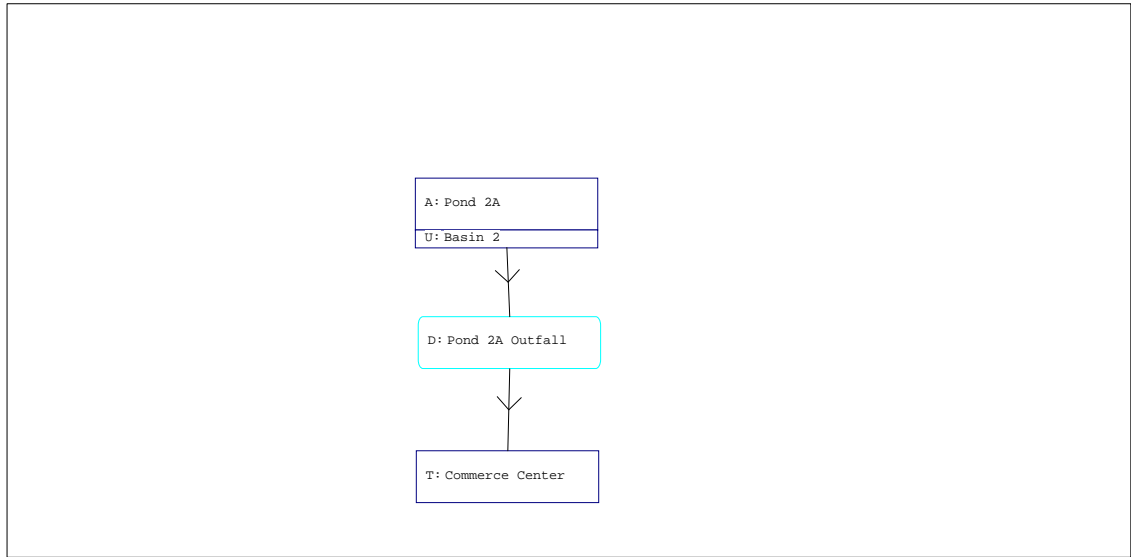 A: Pond 2A
U: Basin 2
D: Pond 2A Outfall
T: Commerce Center